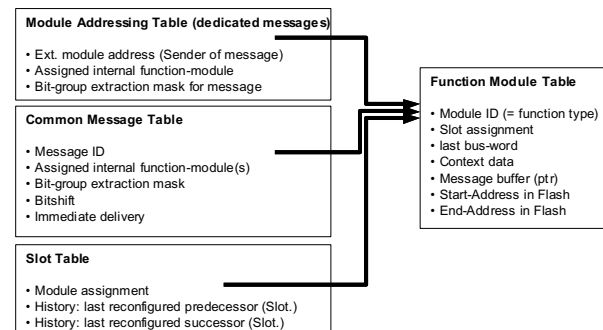 Module Addressing Table (dedicated messages)
• Ext. module address (Sender of message)
• Assigned internal function-module
• Bit-group extraction mask for message
Common Message Table
• Message ID
• Assigned internal function-module(s)
• Bit-group extraction mask
• Bitshift
• Immediate delivery
Slot Table
• Module assignment
• History: last reconfigured predecessor (Slot.)
• History: last reconfigured successor (Slot.)
Function Module Table
• Module ID (= function type)
• Slot assignment
• last bus-word
• Context data
• Message buffer (ptr)
• Start-Address in Flash
• End-Address in Flash